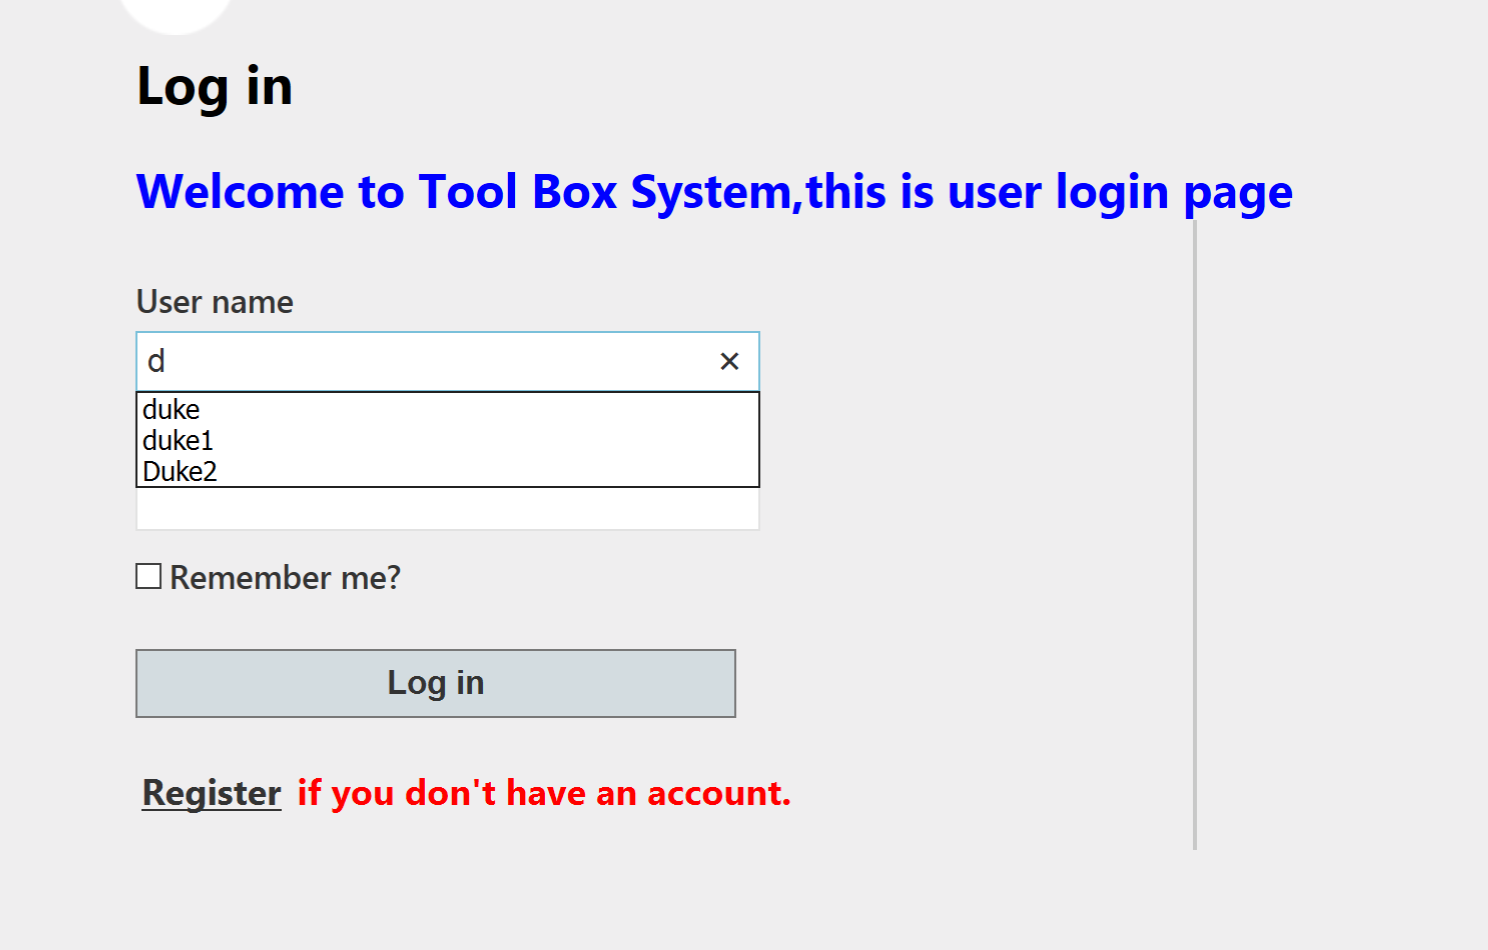 Log in
Welcome to Tool Box System,this is user login page
User name
d
duke
duke1
Duke2
Remember me?
Log in
Register if you don't have an account.